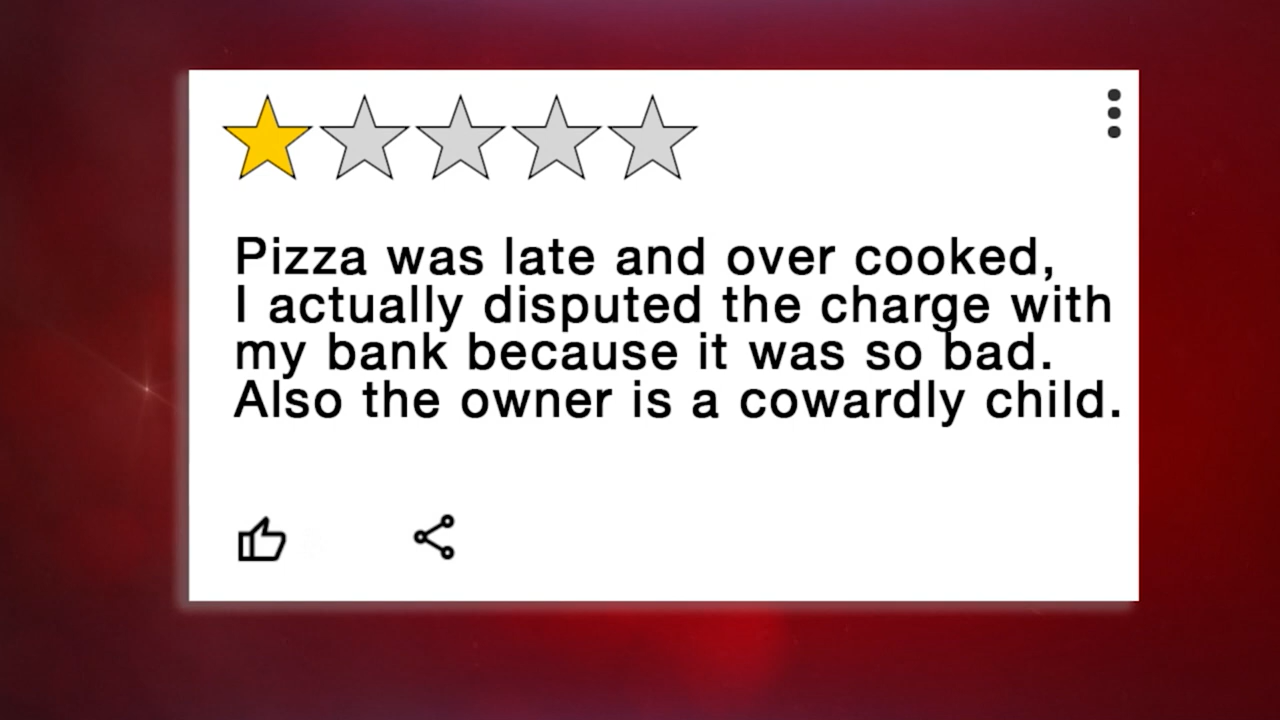 Pizza was late and over cooked,
I actually disputed the charge with
my bank because it was so bad.
Also the owner is a cowardly child.